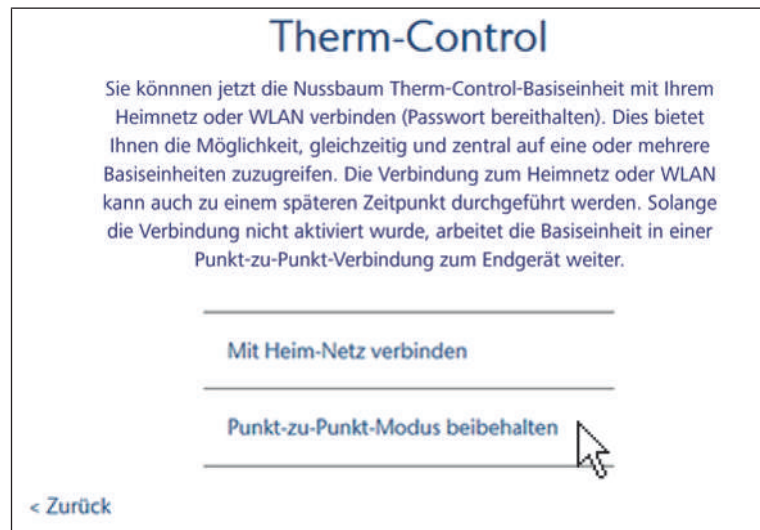 Therm-Control
Sie könnnen jetzt die Nussbaum Therm-Control-Basiseinheit mit Ihrem
Heimnetz oder WLAN verbinden (Passwort bereithalten). Dies bietet
Ihnen die Möglichkeit, gleichzeitig und zentral auf eine oder mehrere
Basiseinheiten zuzugreifen. Die Verbindung zum Heimnetz oder WLAN
kann auch zu einem späteren Zeitpunkt durchgeführt werden. Solange
die Verbindung nicht aktiviert wurde, arbeitet die Basiseinheit in einer
Punkt-zu-Punkt-Verbindung zum Endgerät weiter.
Mit Heim-Netz verbinden
Punkt-zu-Punkt-Modus beibehalten
< Zurück